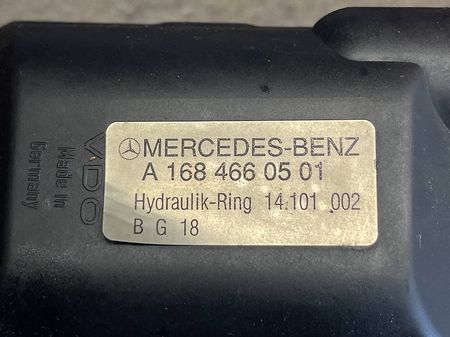 MERCEDES-BENZ
A 168 466 05 01
Hydraulik-Ring 14.101 002
B G 18
VDO
Made in
Germany